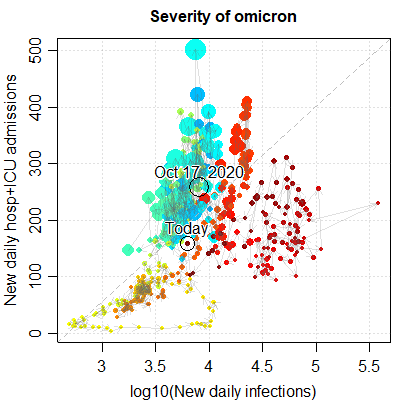 Severity of omicron
New daily hosp+ICU admissions
500
400
300
200
100
0
Oct 17, 2020
Today
3
3.5
4
4.5
5
5.5
log10(New daily infections)